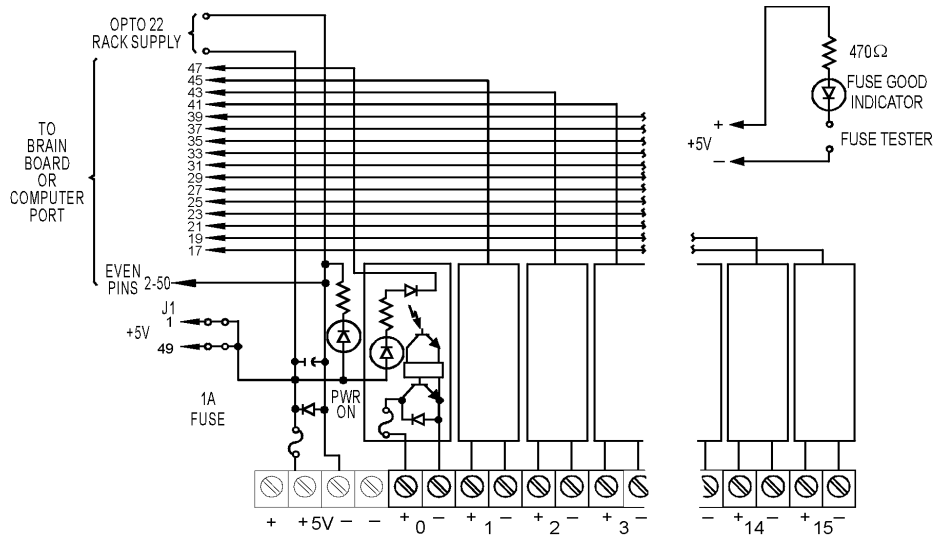 OPTO 22
RACK SUPPLY
47
45
43
41
39
37
35
33
31
29
27
25
23
21
19
17
TO
BRAIN
BOARD
OR
COMPUTER
PORT
EVEN
PINS 2-50
J1
1
+5V
49
1A
FUSE
PWR
ON
470Ω
FUSE GOOD
INDICATOR
+
+5V
−
FUSE TESTER
+ +5V − − + 0 − + 1 − + 2 − + 3 − − + 14 − + 15 −